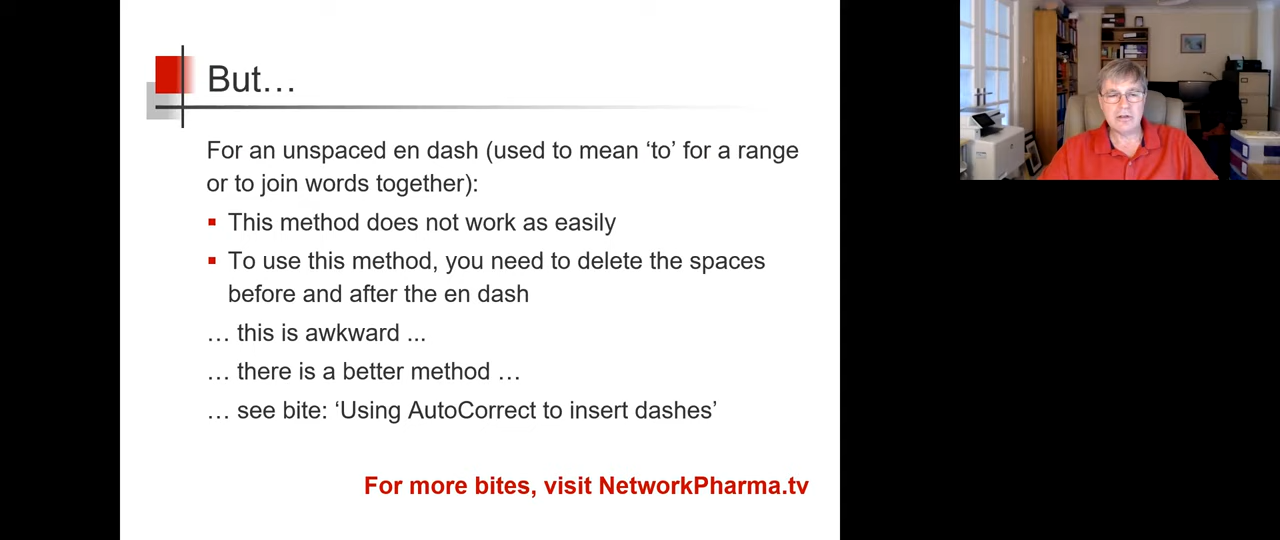 But…
For an unspaced en dash (used to mean ‘to’ for a range
or to join words together):
▪ This method does not work as easily
▪ To use this method, you need to delete the spaces
before and after the en dash
… this is awkward ...
… there is a better method …
… see bite: ‘Using AutoCorrect to insert dashes’
For more bites, visit NetworkPharma.tv